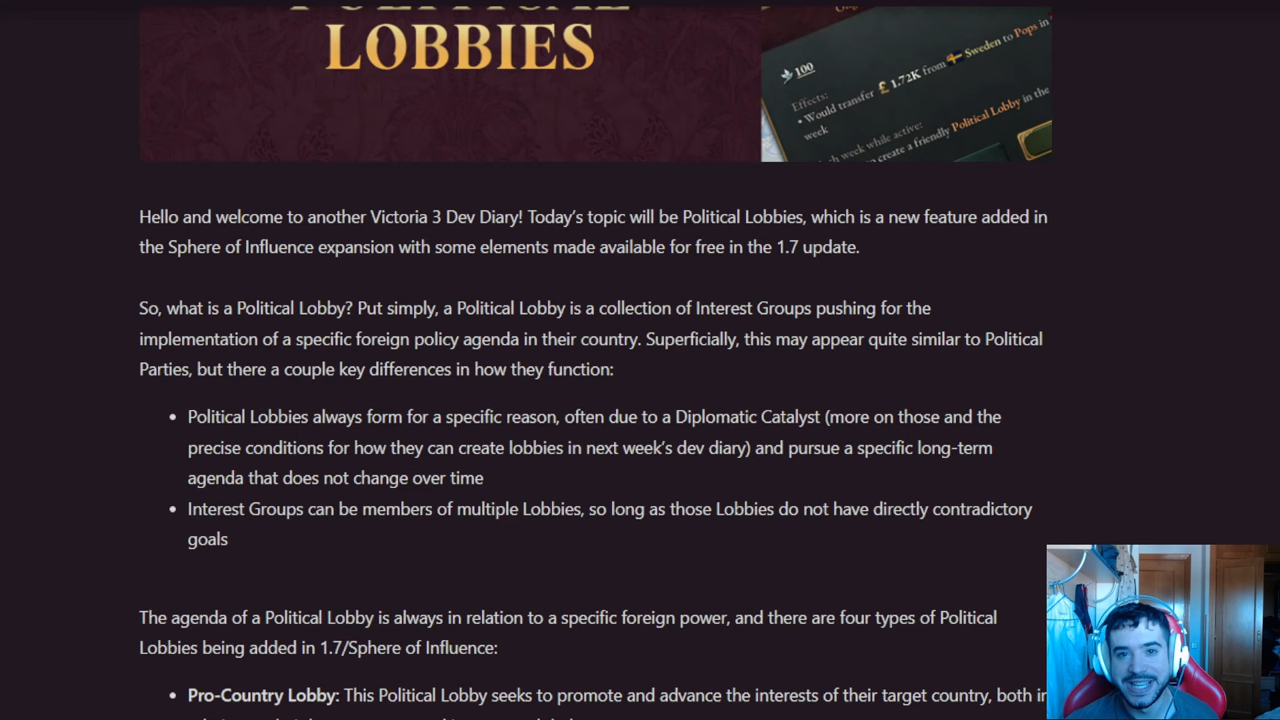 LOBBIES
100
Effects:
• Would transfer £ 1.72K from Sweden to Pops in
week
week while active:
create a friendly Political Lobby in the
Hello and welcome to another Victoria 3 Dev Diary! Today’s topic will be Political Lobbies, which is a new feature added in
the Sphere of Influence expansion with some elements made available for free in the 1.7 update.
So, what is a Political Lobby? Put simply, a Political Lobby is a collection of Interest Groups pushing for the
implementation of a specific foreign policy agenda in their country. Superficially, this may appear quite similar to Political
Parties, but there a couple key differences in how they function:
• Political Lobbies always form for a specific reason, often due to a Diplomatic Catalyst (more on those and the
precise conditions for how they can create lobbies in next week’s dev diary) and pursue a specific long-term
agenda that does not change over time
• Interest Groups can be members of multiple Lobbies, so long as those Lobbies do not have directly contradictory
goals
The agenda of a Political Lobby is always in relation to a specific foreign power, and there are four types of Political
Lobbies being added in 1.7/Sphere of Influence:
• Pro-Country Lobby: This Political Lobby seeks to promote and advance the interests of their target country, both in